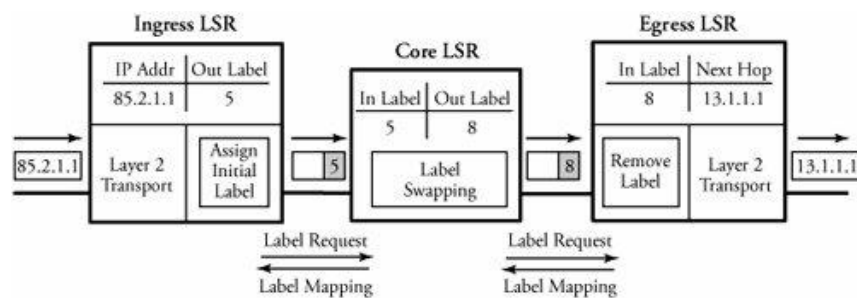 Ingress LSR
IP Addr Out Label
85.2.1.1 5
85.2.1.1
Layer 2
Transport
Assign
Initial
Label
5
Core LSR
In Label Out Label
5 8
Label
Swapping
8
Egress LSR
In Label Next Hop
8 13.1.1.1
Remove
Label
Layer 2
Transport
13.1.1.1
Label Request
Label Mapping
Label Request
Label Mapping